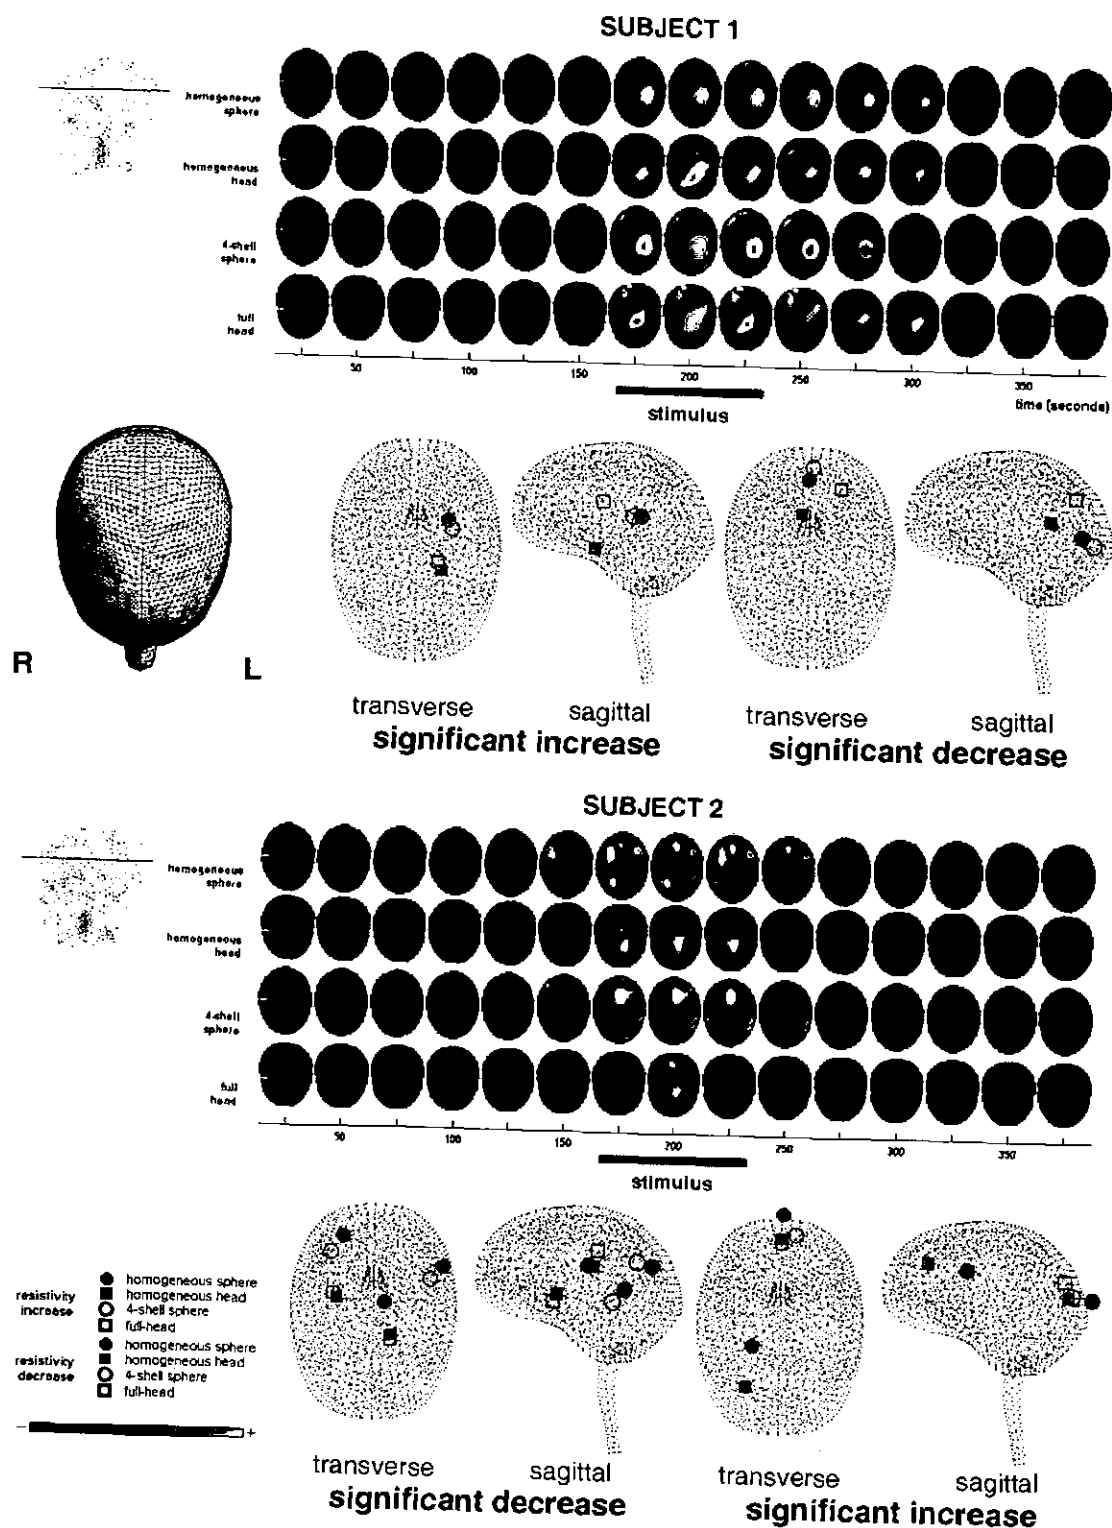 SUBJECT 1
homogeneous
sphere
homogeneous
head
4-shell
sphere
full
head
50 100 150 200 250 300 350
time (seconds)
stimulus
R L
transverse sagittal transverse sagittal
significant increase significant decrease
SUBJECT 2
homogeneous
sphere
homogeneous
head
4-shell
sphere
full
head
50 100 150 200 250 300 350
stimulus
resistivity
increase
homogeneous sphere
homogeneous head
4-shell sphere
full-head
resistivity
decrease
homogeneous sphere
homogeneous head
4-shell sphere
full-head
- +
transverse sagittal transverse sagittal
significant decrease significant increase